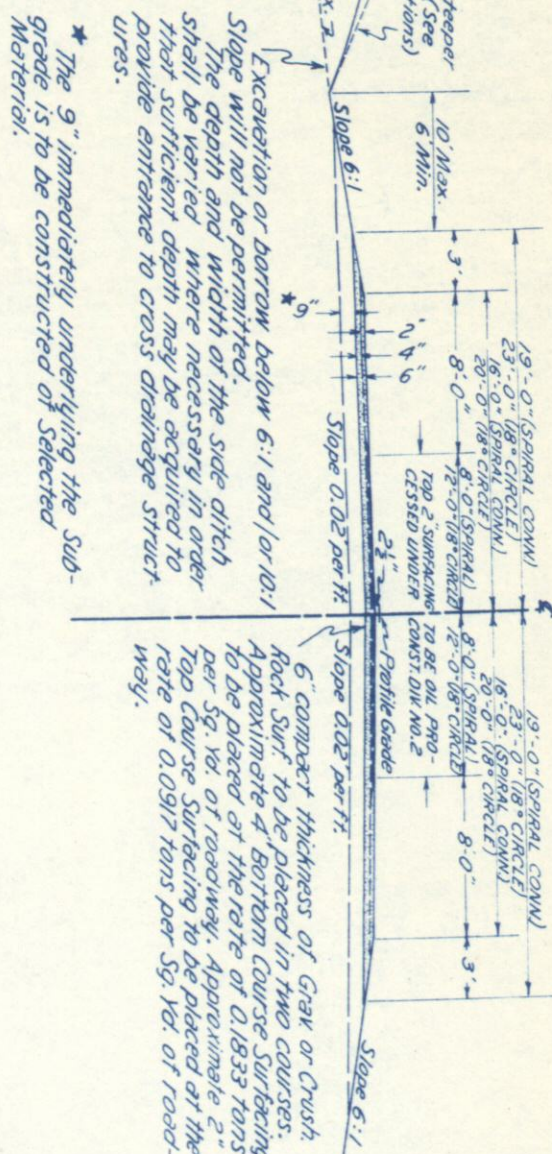 teeper
(See
tions)
10' Max.
6' Min.
Slope 6:1
3'
19'-0" (SPIRAL CONN)
23'-0" (18° CIRCLE)
16'-0" (SPIRAL CONN)
20'-0" (18° CIRCLE)
8'-0"
8'-0" (SPIRAL)
12'-0" (18° CIRCLE)
℄
19'-0" (SPIRAL CONN)
23'-0" (18° CIRCLE)
16'-0" (SPIRAL CONN)
20'-0" (18° CIRCLE)
8'-0" (SPIRAL)
12'-0" (18° CIRCLE)
8'-0"
3'
TOP 2" SURFACING TO BE OIL PRO-
CESSED UNDER CONST. DIV. NO. 2
2½"
Profile Grade
2"
4"
6"
9"
★
Slope 0.02 per ft.
Slope 0.02 per ft.
Slope 6:1
Excavation or borrow below 6:1 and/or 10:1
Slope will not be permitted.
The depth and width of the side ditch
shall be varied where necessary in order
that sufficient depth may be acquired to
provide entrance to cross drainage struct-
ures.
★ The 9" immediately underlying the Sub-
grade is to be constructed of Selected
Material.
6" compact thickness of Grav. or Crush.
Rock Surf. to be placed in two courses.
Approximate 4" Bottom Course Surfacing
to be placed at the rate of 0.1833 tons
per Sq. Yd. of roadway. Approximate 2"
Top Course Surfacing to be placed at the
rate of 0.0917 tons per Sq. Yd. of road-
way.